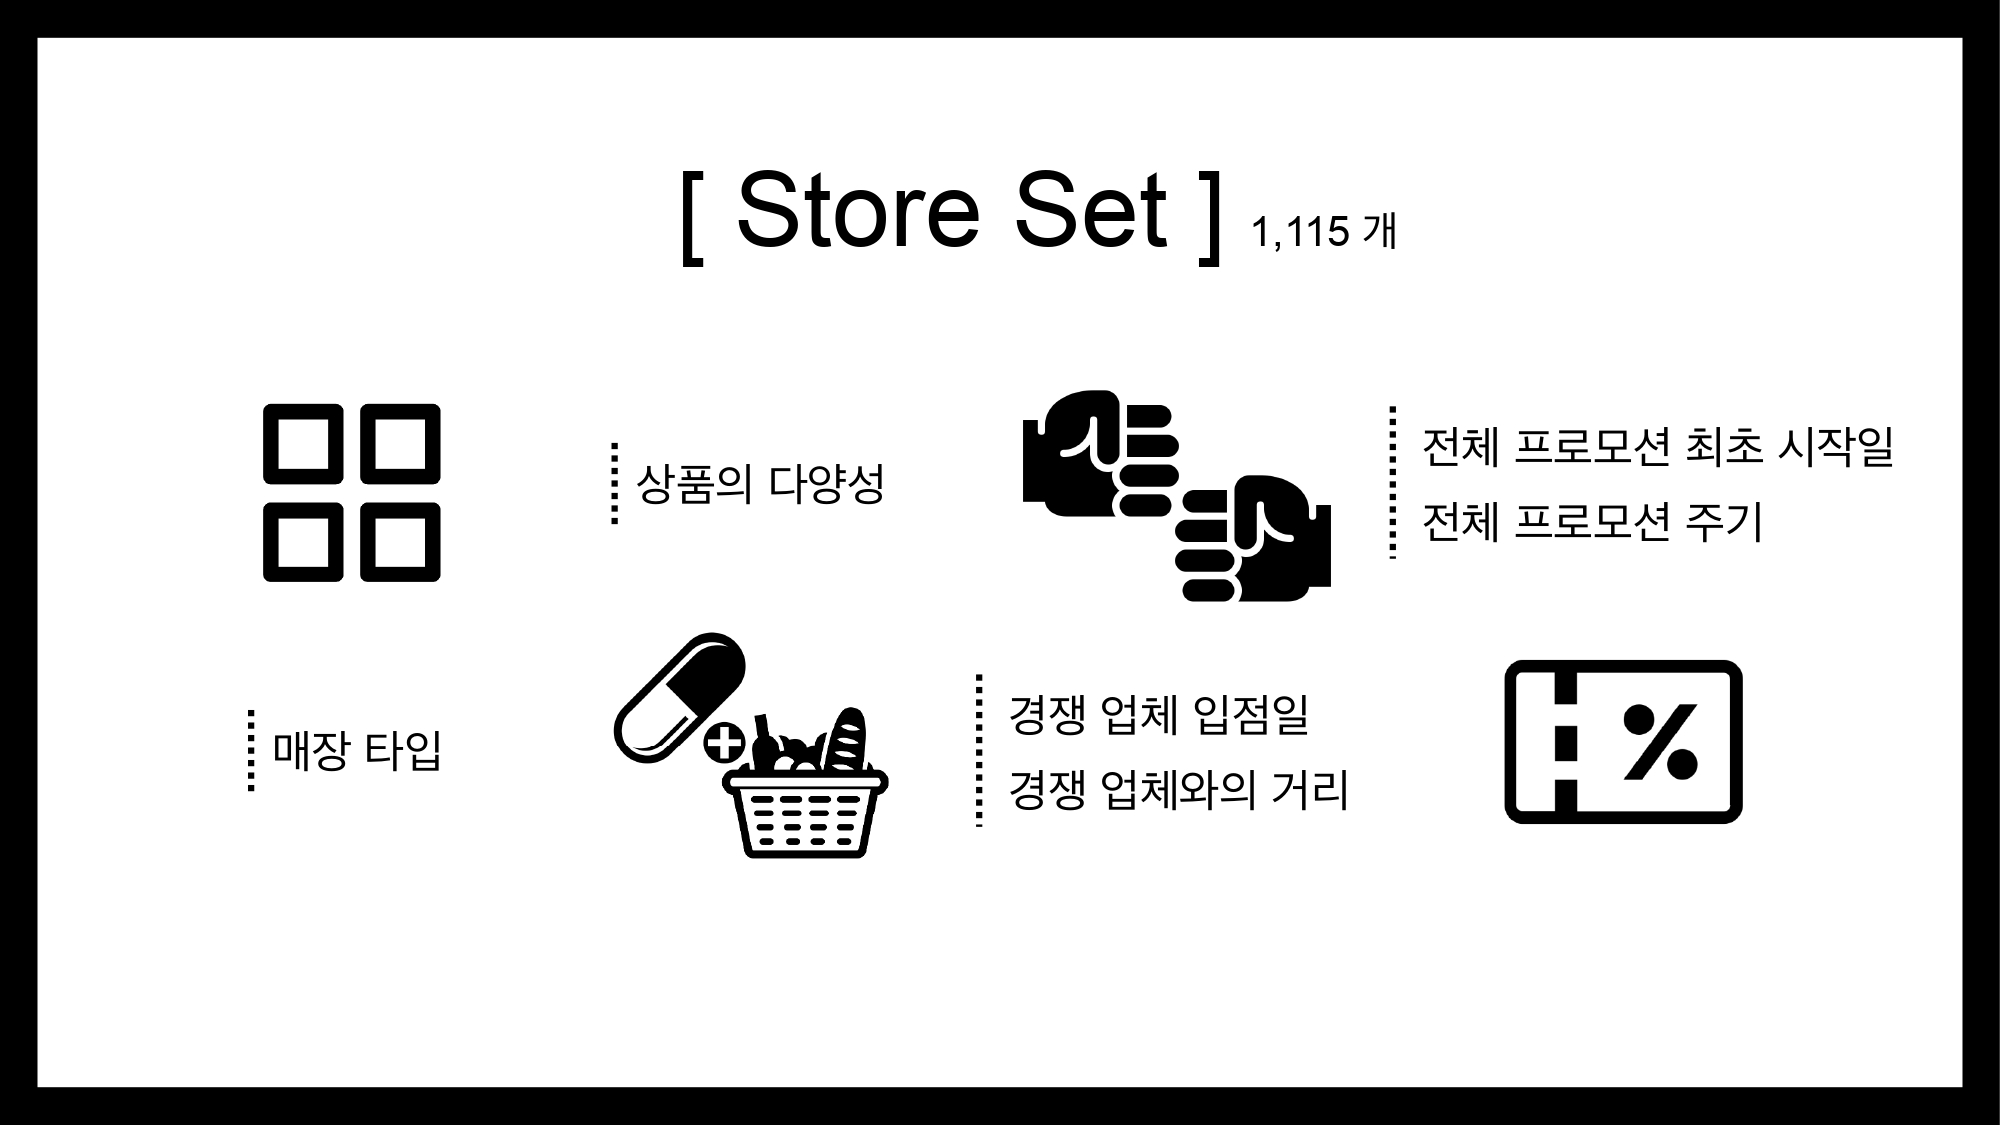 [ Store Set ] 1,115 개
상품의 다양성
전체 프로모션 최초 시작일
전체 프로모션 주기
매장 타입
경쟁 업체 입점일
경쟁 업체와의 거리
%